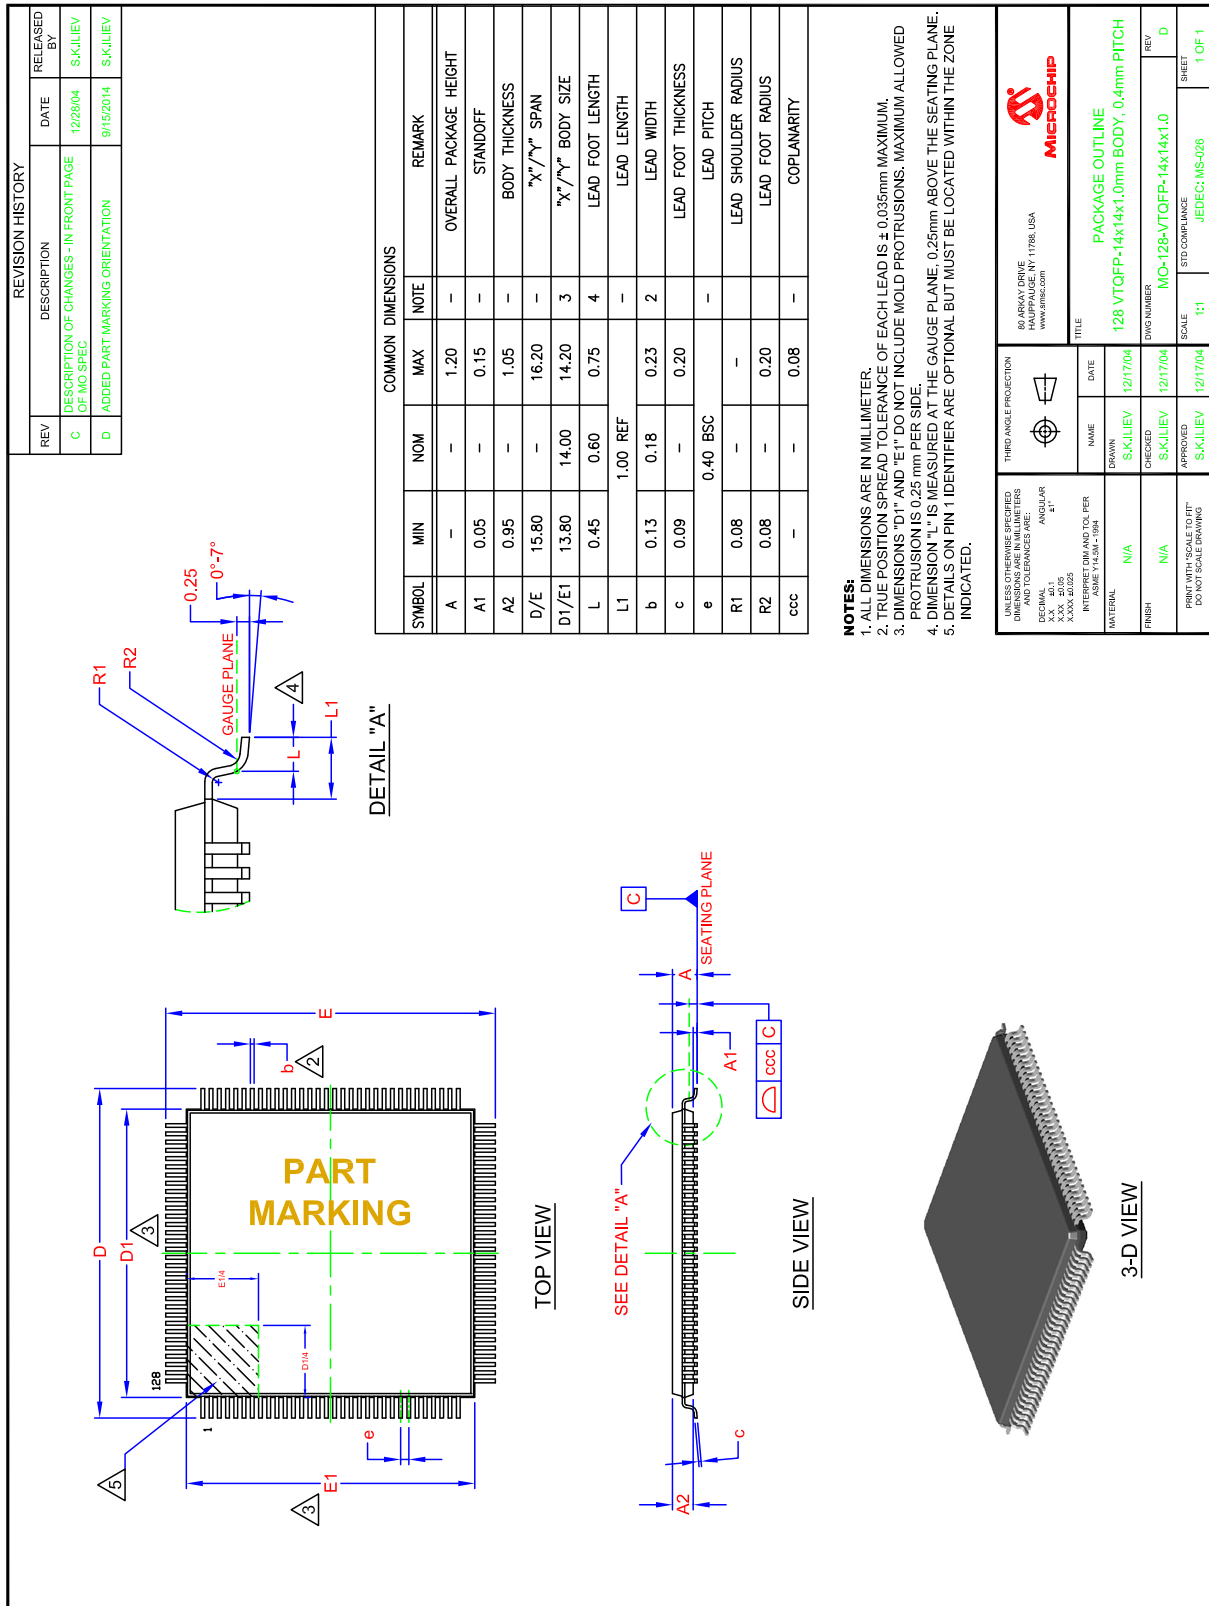 REVISION HISTORY
REV DESCRIPTION DATE RELEASED BY
C DESCRIPTION OF CHANGES - IN FRONT PAGE OF MO SPEC 12/28/04 S.K.ILIEV
D ADDED PART MARKING ORIENTATION 9/15/2014 S.K.ILIEV
D
D1
3
5
E1/4
D1/4
PART
MARKING
128
1
e
E1
3
b
2
E
TOP VIEW
R1
R2
GAUGE PLANE
0.25
0°-7°
4
L
L1
DETAIL "A"
SEE DETAIL "A"
A2
c
A
A1
C
SEATING PLANE
ccc C
SIDE VIEW
3-D VIEW
COMMON DIMENSIONS
SYMBOL MIN NOM MAX NOTE REMARK
A - - 1.20 - OVERALL PACKAGE HEIGHT
A1 0.05 - 0.15 - STANDOFF
A2 0.95 - 1.05 - BODY THICKNESS
D/E 15.80 - 16.20 - "X"/"Y" SPAN
D1/E1 13.80 14.00 14.20 3 "X"/"Y" BODY SIZE
L 0.45 0.60 0.75 4 LEAD FOOT LENGTH
L1 1.00 REF - LEAD LENGTH
b 0.13 0.18 0.23 2 LEAD WIDTH
c 0.09 - 0.20 - LEAD FOOT THICKNESS
e 0.40 BSC - LEAD PITCH
R1 0.08 - - - LEAD SHOULDER RADIUS
R2 0.08 - 0.20 - LEAD FOOT RADIUS
ccc - - 0.08 - COPLANARITY
NOTES:
1. ALL DIMENSIONS ARE IN MILLIMETER.
2. TRUE POSITION SPREAD TOLERANCE OF EACH LEAD IS ± 0.035mm MAXIMUM.
3. DIMENSIONS "D1" AND "E1" DO NOT INCLUDE MOLD PROTRUSIONS. MAXIMUM ALLOWED
PROTRUSION IS 0.25 mm PER SIDE.
4. DIMENSION "L" IS MEASURED AT THE GAUGE PLANE, 0.25mm ABOVE THE SEATING PLANE.
5. DETAILS ON PIN 1 IDENTIFIER ARE OPTIONAL BUT MUST BE LOCATED WITHIN THE ZONE
INDICATED.
UNLESS OTHERWISE SPECIFIED
DIMENSIONS ARE IN MILLIMETERS
AND TOLERANCES ARE:
DECIMAL ANGULAR
X.X ±0.1 ±1°
X.XX ±0.05
X.XXX ±0.025
INTERPRET DIM AND TOL PER
ASME Y14.5M - 1994
MATERIAL
N/A
FINISH
N/A
PRINT WITH "SCALE TO FIT"
DO NOT SCALE DRAWING
THIRD ANGLE PROJECTION
NAME DATE
DRAWN
S.K.ILIEV 12/17/04
CHECKED
S.K.ILIEV 12/17/04
APPROVED
S.K.ILIEV 12/17/04
80 ARKAY DRIVE
HAUPPAUGE, NY 11788, USA
www.smsc.com
MICROCHIP
TITLE
PACKAGE OUTLINE
128 VTQFP-14x14x1.0mm BODY, 0.4mm PITCH
DWG NUMBER
MO-128-VTQFP-14x14x1.0
REV
D
SCALE
1:1
STD COMPLIANCE
JEDEC: MS-026
SHEET
1 OF 1